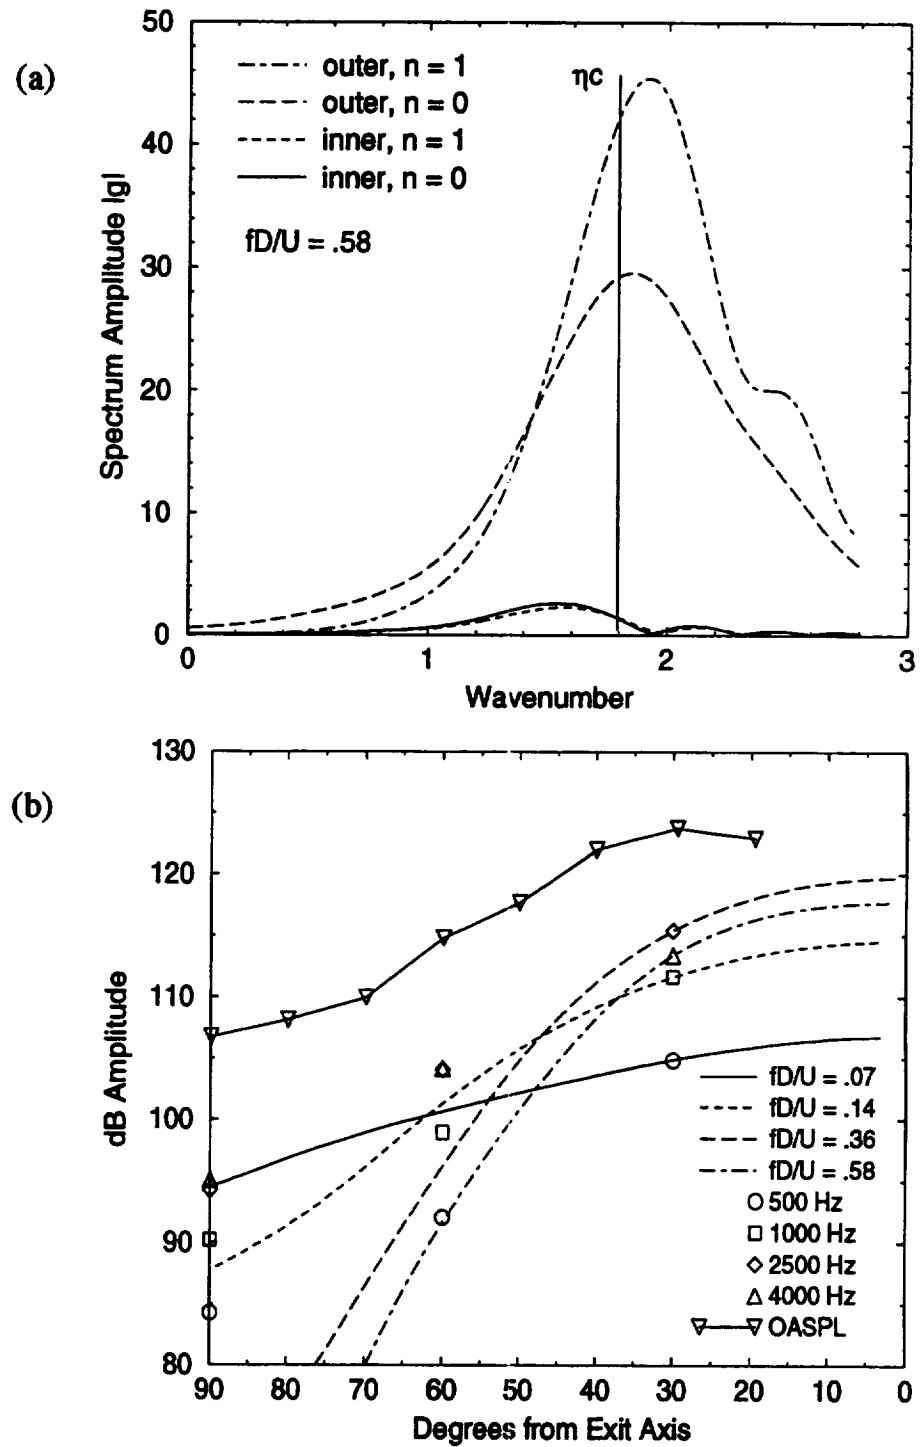 (a)
50
40
30
20
10
0
Spectrum Amplitude |g|
outer, n = 1
outer, n = 0
inner, n = 1
inner, n = 0
fD/U = .58
ηc
0 1 2 3
Wavenumber
(b)
130
120
110
100
90
80
dB Amplitude
fD/U = .07
fD/U = .14
fD/U = .36
fD/U = .58
500 Hz
1000 Hz
2500 Hz
4000 Hz
OASPL
90 80 70 60 50 40 30 20 10 0
Degrees from Exit Axis